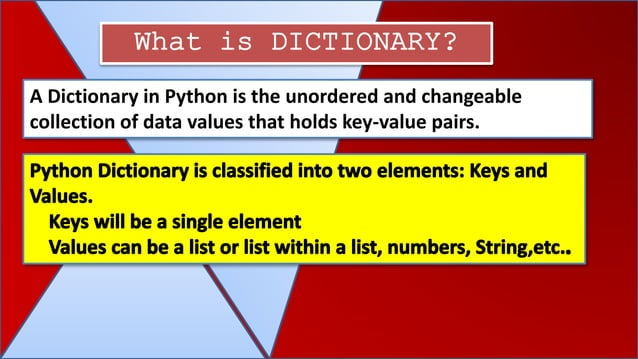 What is DICTIONARY?
A Dictionary in Python is the unordered and changeable
collection of data values that holds key-value pairs.
Python Dictionary is classified into two elements: Keys and
Values.
Keys will be a single element
Values can be a list or list within a list, numbers, String,etc..